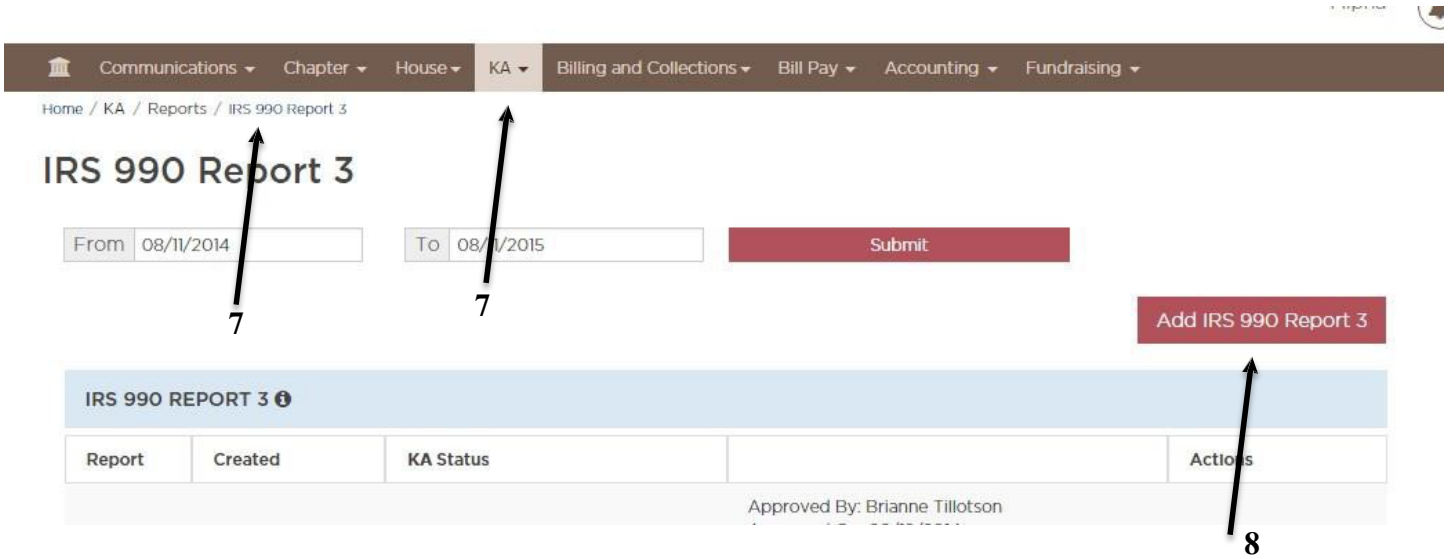 Communications Chapter House KA Billing and Collections Bill Pay Accounting Fundraising
Home / KA / Reports / IRS 990 Report 3
IRS 990 Report 3
From 08/11/2014 To 08/11/2015 Submit
7 7
Add IRS 990 Report 3
IRS 990 REPORT 3
Report Created KA Status Actions
Approved By: Brianne Tillotson
8